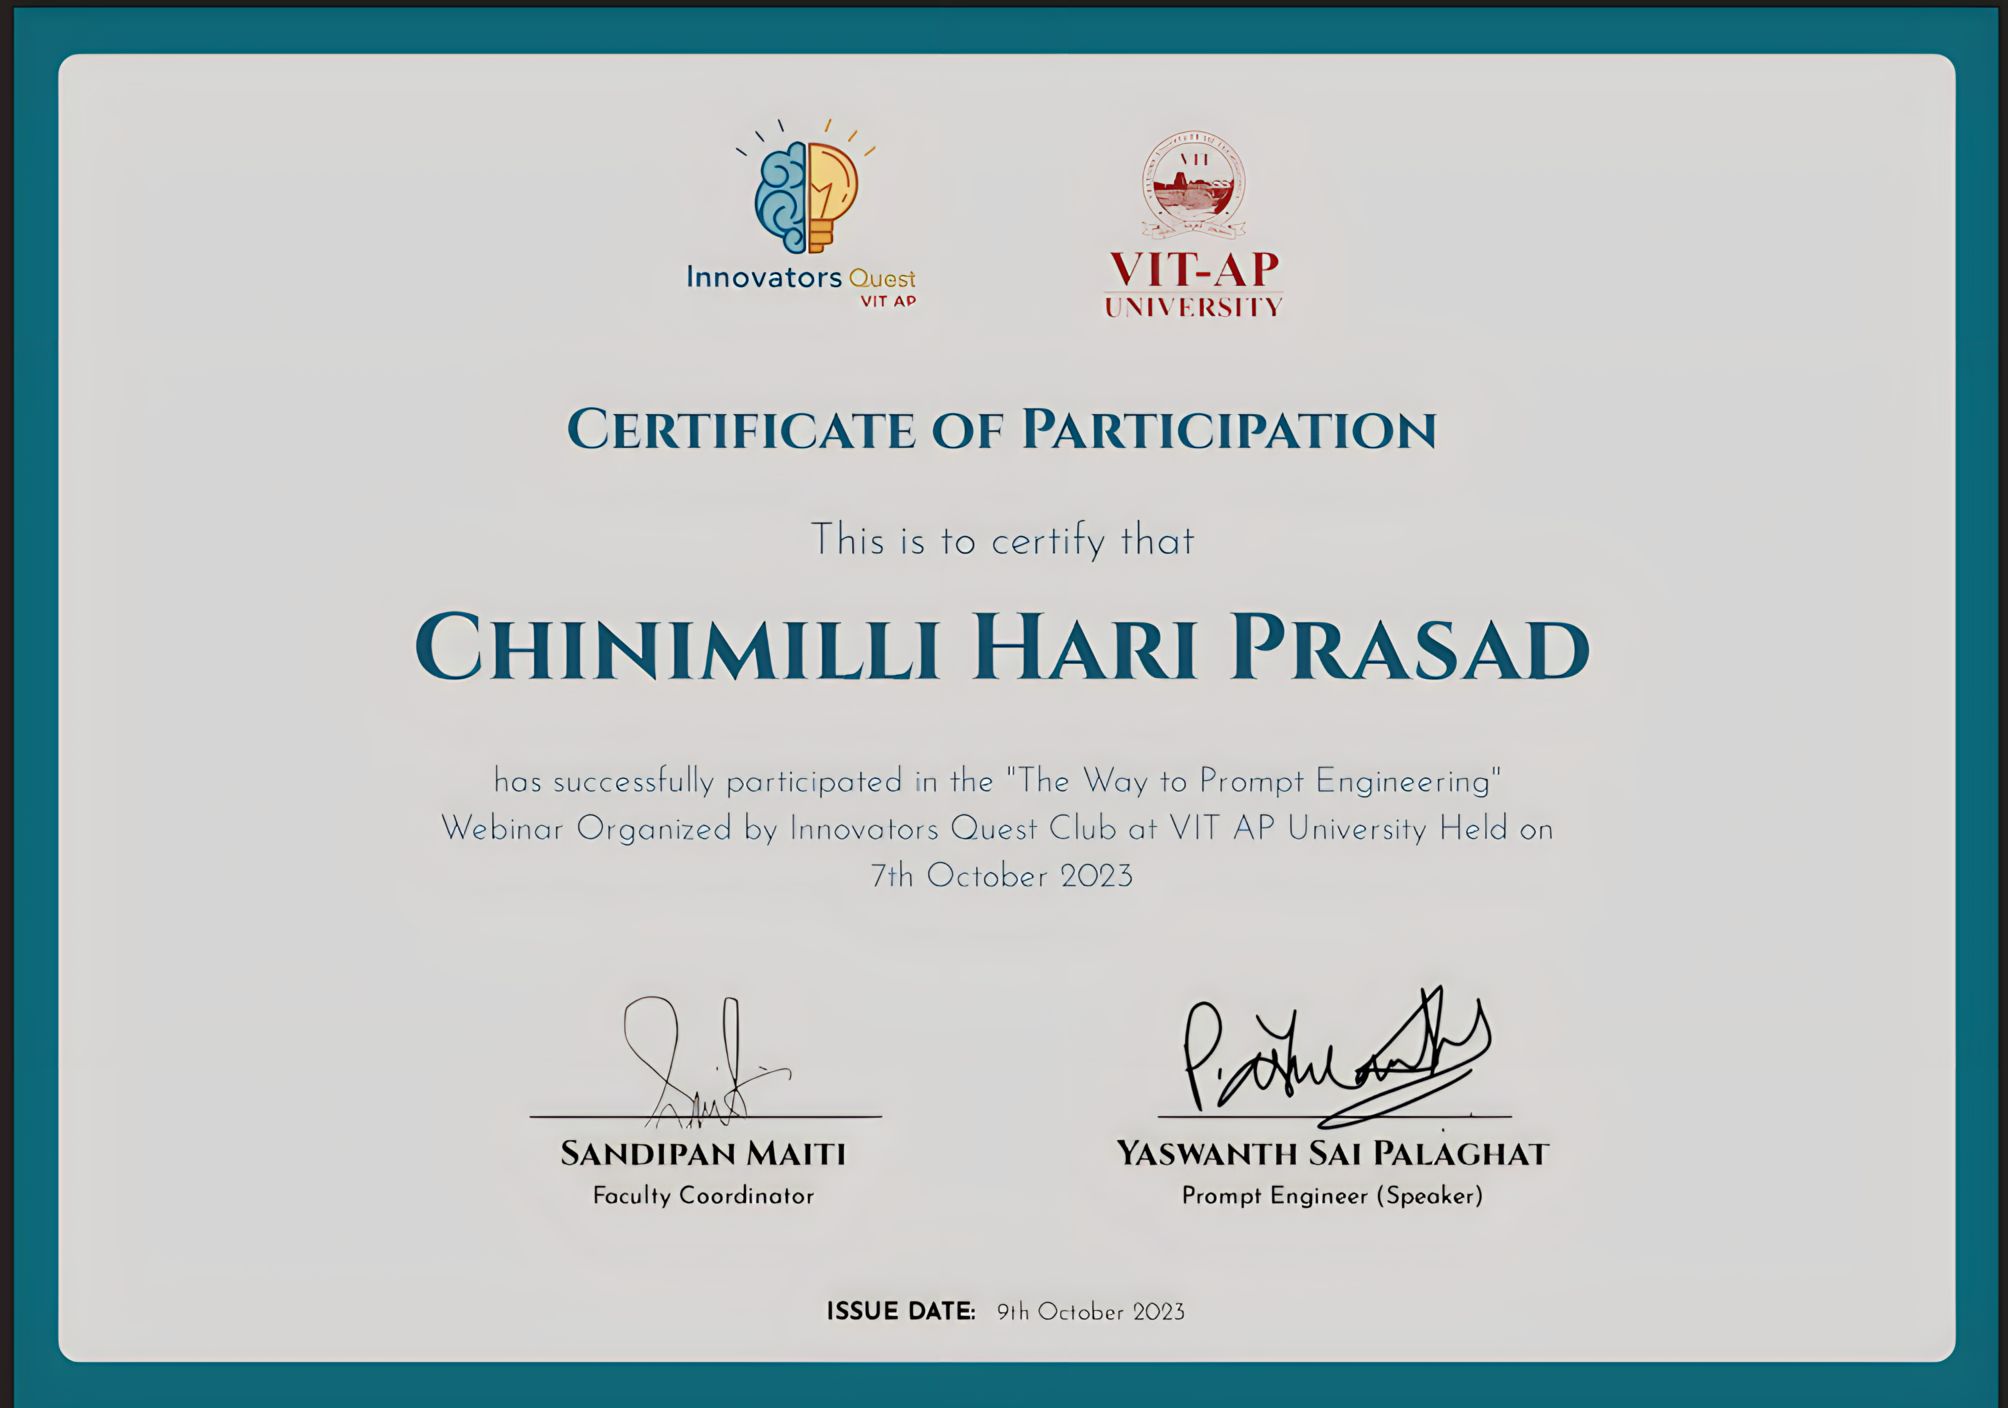 Innovators Quest
VIT AP
VIT
VIT-AP
UNIVERSITY
CERTIFICATE OF PARTICIPATION
This is to certify that
CHINIMILLI HARI PRASAD
has successfully participated in the "The Way to Prompt Engineering"
Webinar Organized by Innovators Quest Club at VIT AP University Held on
7th October 2023
SANDIPAN MAITI
Faculty Coordinator
YASWANTH SAI PALAGHAT
Prompt Engineer (Speaker)
ISSUE DATE: 9th October 2023